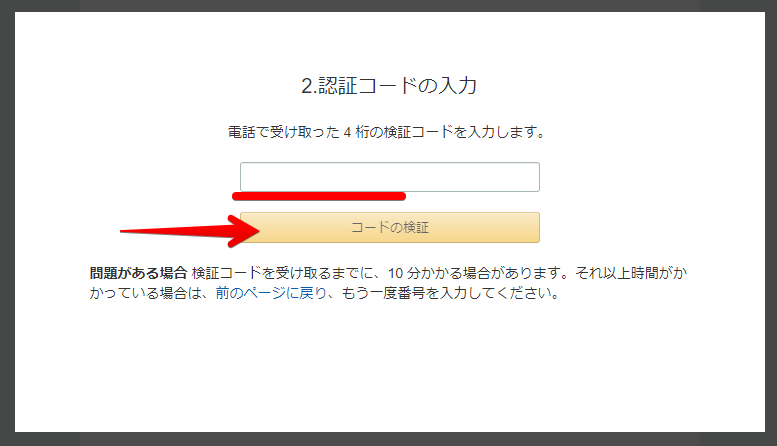 2.認証コードの入力
電話で受け取った 4 桁の検証コードを入力します。
コードの検証
問題がある場合 検証コードを受け取るまでに、10 分かかる場合があります。それ以上時間がか
かっている場合は、前のページに戻り、もう一度番号を入力してください。